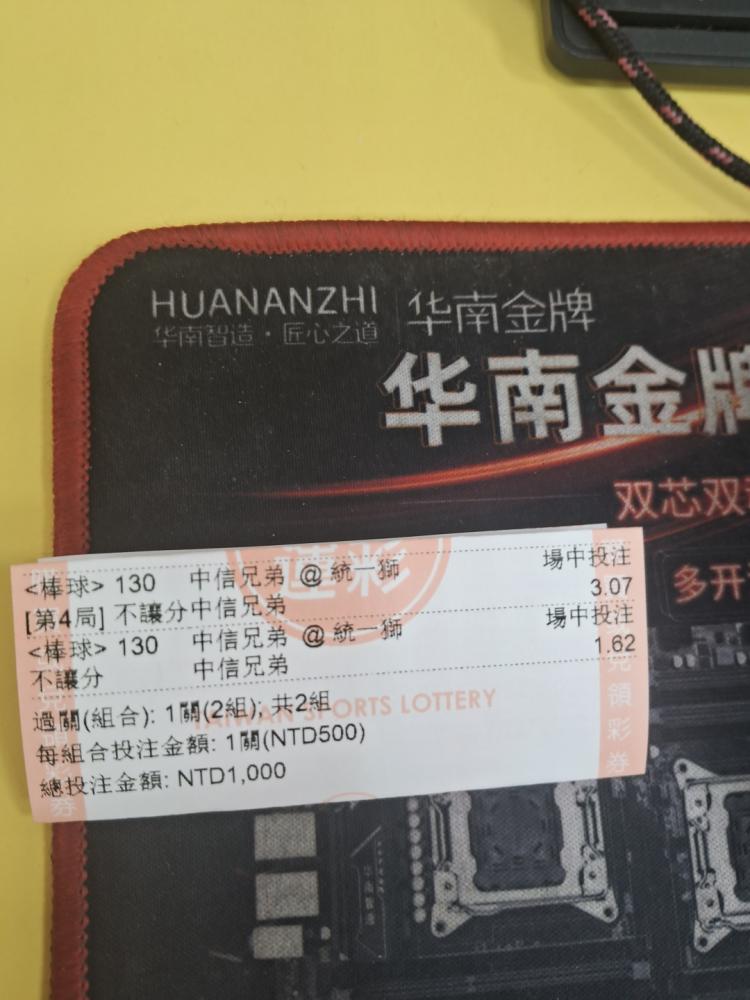 HUANANZHI
华南智造·匠心之道
华南金牌
华南金牌
双芯双
多开
運彩
<棒球> 130 中信兄弟 @ 統一獅 場中投注
[第4局] 不讓分中信兄弟 3.07
<棒球> 130 中信兄弟 @ 統一獅 場中投注
不讓分 中信兄弟 1.62
過關(組合): 1關(2組), 共2組
每組合投注金額: 1關(NTD500)
總投注金額: NTD1,000
TAIWAN SPORTS LOTTERY
兌領彩券